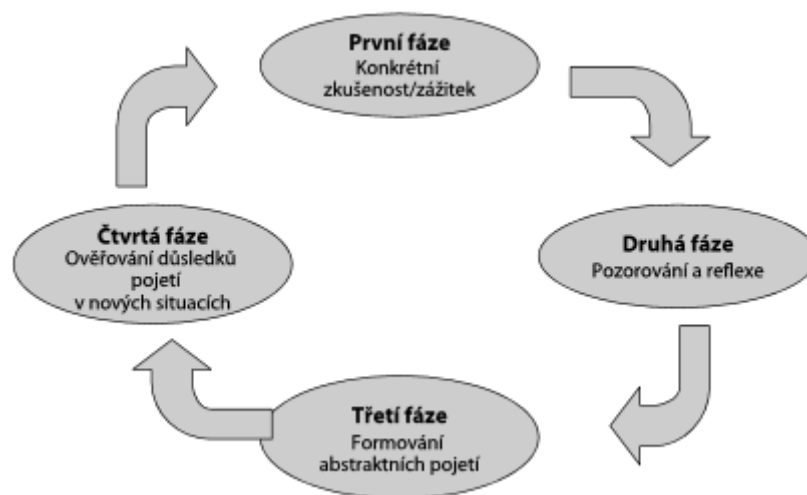 První fáze
Konkrétní
zkušenost/zážitek
Druhá fáze
Pozorování a reflexe
Třetí fáze
Formování
abstraktních pojetí
Čtvrtá fáze
Ověřování důsledků
pojetí
v nových situacích